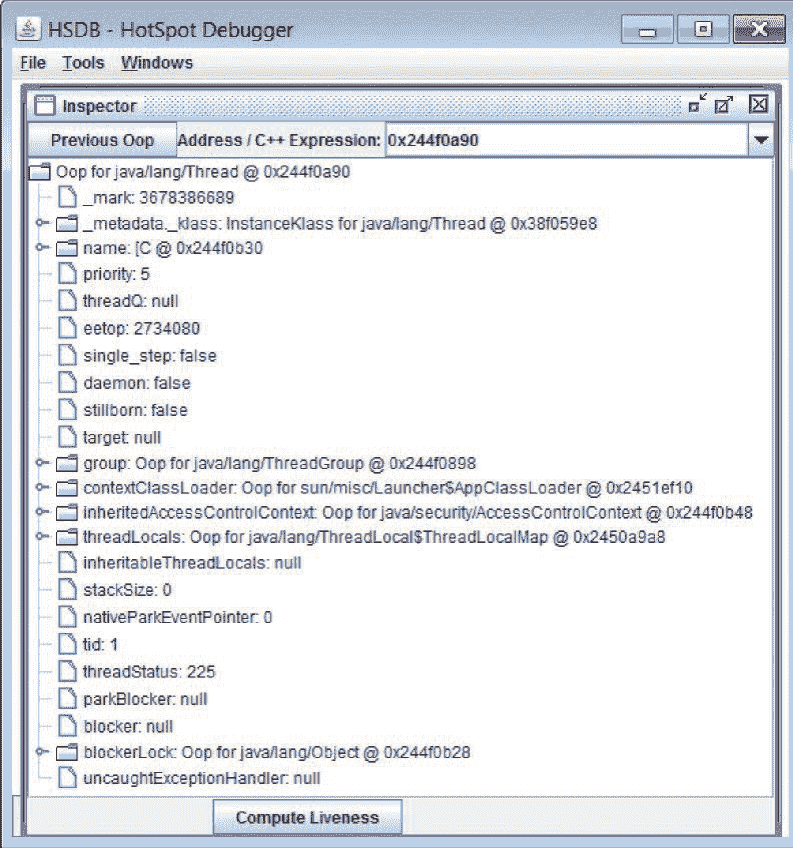 HSDB - HotSpot Debugger
File Tools Windows
Inspector
Previous Oop Address / C++ Expression: 0x244f0a90
Oop for java/lang/Thread @ 0x244f0a90
_mark: 3678386689
_metadata._klass: InstanceKlass for java/lang/Thread @ 0x38f059e8
name: [C @ 0x244f0b30
priority: 5
threadQ: null
eetop: 2734080
single_step: false
daemon: false
stillborn: false
target: null
group: Oop for java/lang/ThreadGroup @ 0x244f0898
contextClassLoader: Oop for sun/misc/Launcher$AppClassLoader @ 0x2451ef10
inheritedAccessControlContext: Oop for java/security/AccessControlContext @ 0x244f0b48
threadLocals: Oop for java/lang/ThreadLocal$ThreadLocalMap @ 0x2450a9a8
inheritableThreadLocals: null
stackSize: 0
nativeParkEventPointer: 0
tid: 1
threadStatus: 225
parkBlocker: null
blocker: null
blockerLock: Oop for java/lang/Object @ 0x244f0b28
uncaughtExceptionHandler: null
Compute Liveness